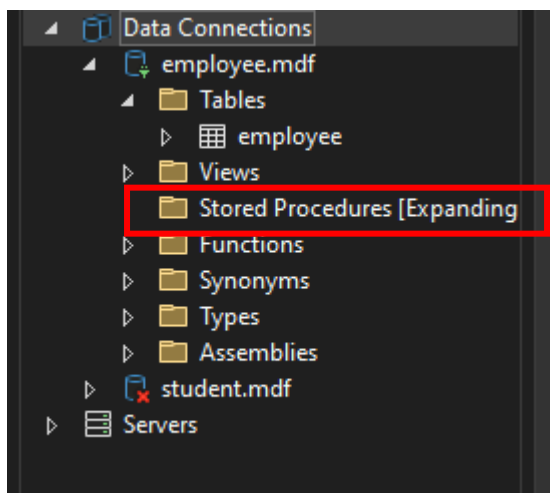 Data Connections
employee.mdf
Tables
employee
Views
Stored Procedures [Expanding
Functions
Synonyms
Types
Assemblies
student.mdf
Servers